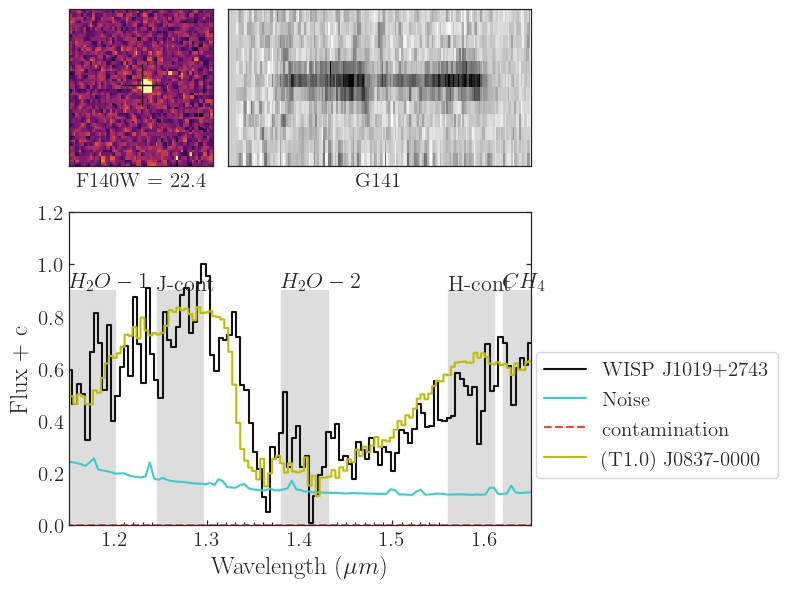 F140W = 22.4
G141
H₂O − 1
J-cont
H₂O − 2
H-cont
CH₄
1.2
1.0
0.8
0.6
0.4
0.2
0.0
Flux + c
1.2
1.3
1.4
1.5
1.6
Wavelength (μm)
WISP J1019+2743
Noise
contamination
(T1.0) J0837-0000